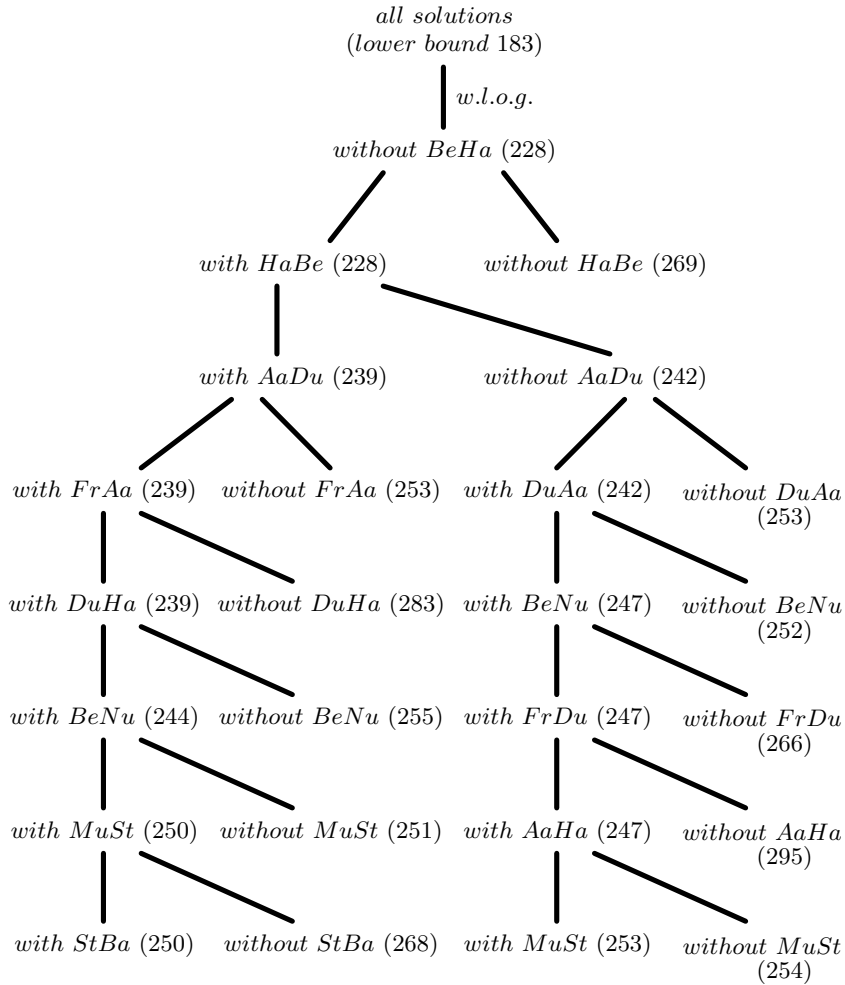 all solutions
(lower bound 183)
w.l.o.g.
without BeHa (228)
with HaBe (228) without HaBe (269)
with AaDu (239) without AaDu (242)
with FrAa (239) without FrAa (253) with DuAa (242) without DuAa
(253)
with DuHa (239) without DuHa (283) with BeNu (247) without BeNu
(252)
with BeNu (244) without BeNu (255) with FrDu (247) without FrDu
(266)
with MuSt (250) without MuSt (251) with AaHa (247) without AaHa
(295)
with StBa (250) without StBa (268) with MuSt (253) without MuSt
(254)